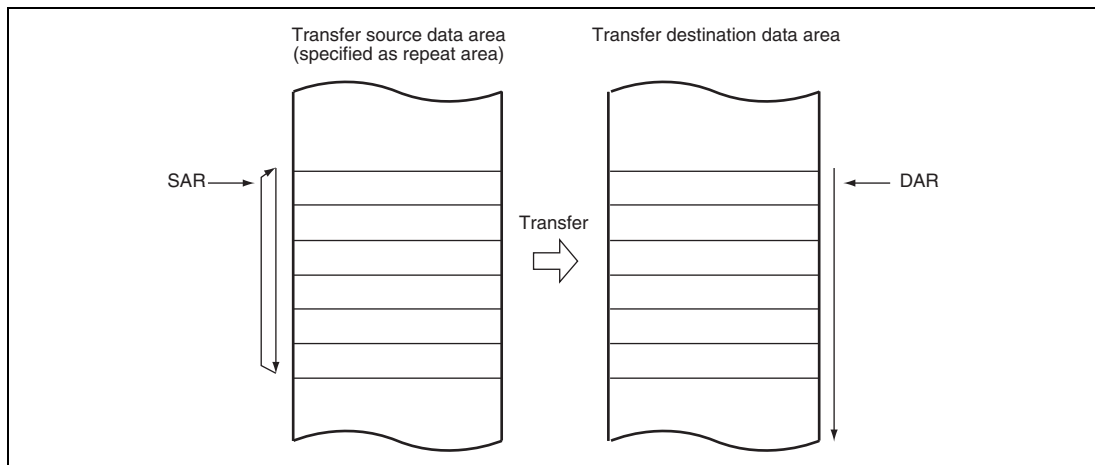 Transfer source data area
(specified as repeat area)
Transfer destination data area
SAR
Transfer
DAR